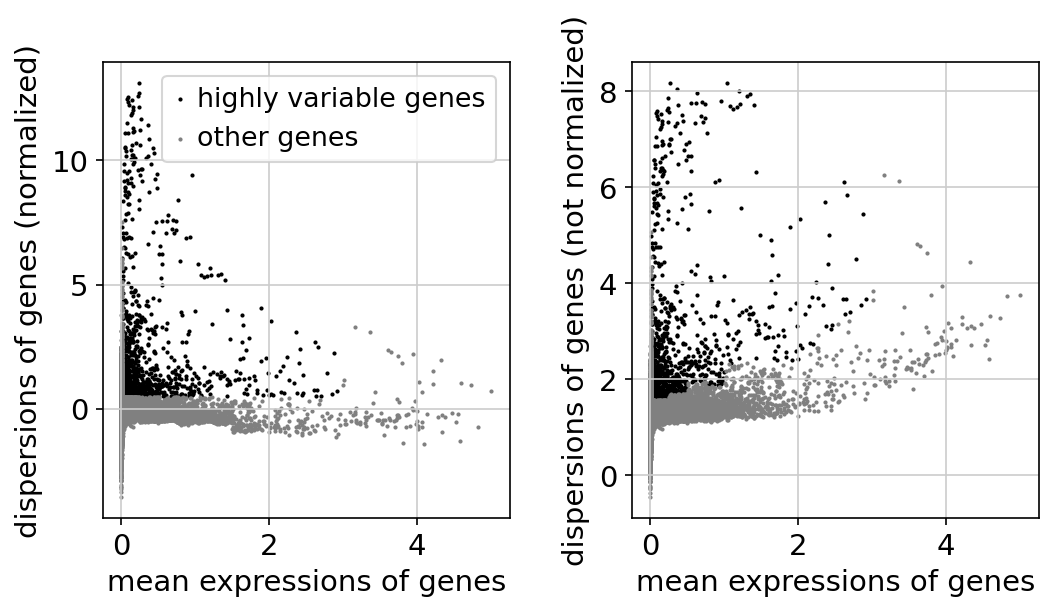 dispersions of genes (normalized)
10
5
0
highly variable genes
other genes
0 2 4
mean expressions of genes
dispersions of genes (not normalized)
8
6
4
2
0
0 2 4
mean expressions of genes